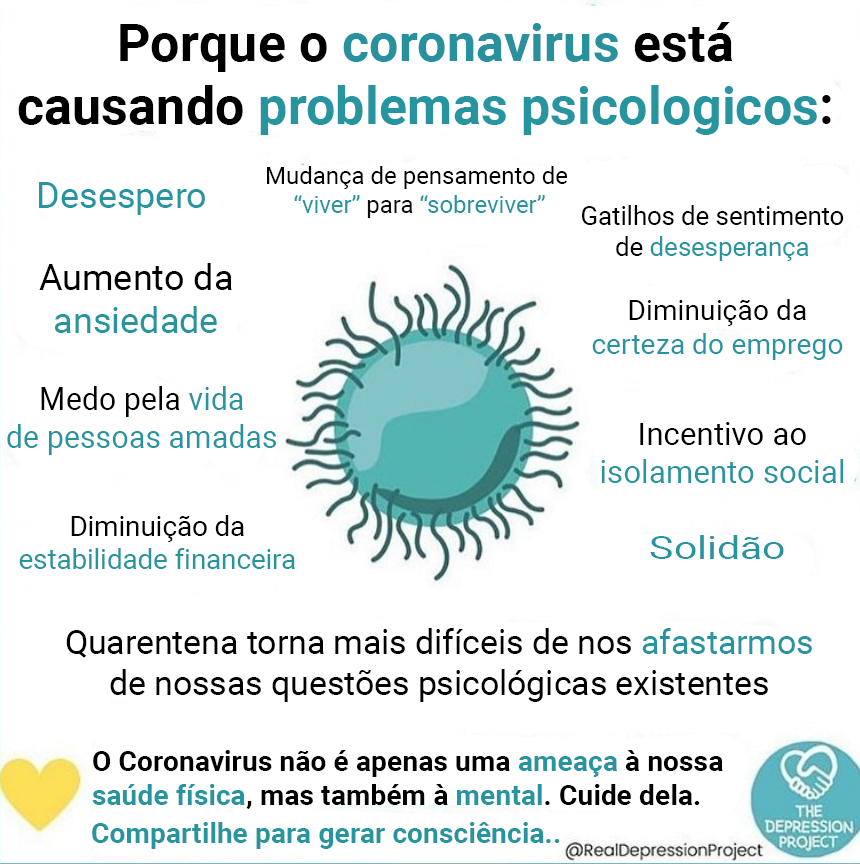 Porque o coronavirus está
causando problemas psicologicos:
Desespero
Mudança de pensamento de
“viver” para “sobreviver”
Gatilhos de sentimento
de desesperança
Aumento da
ansiedade
Diminuição da
certeza do emprego
Medo pela vida
de pessoas amadas
Incentivo ao
isolamento social
Diminuição da
estabilidade financeira
Solidão
Quarentena torna mais difíceis de nos afastarmos
de nossas questões psicológicas existentes
O Coronavirus não é apenas uma ameaça à nossa
saúde física, mas também à mental. Cuide dela.
Compartilhe para gerar consciência..
@RealDepressionProject
THE
DEPRESSION
PROJECT